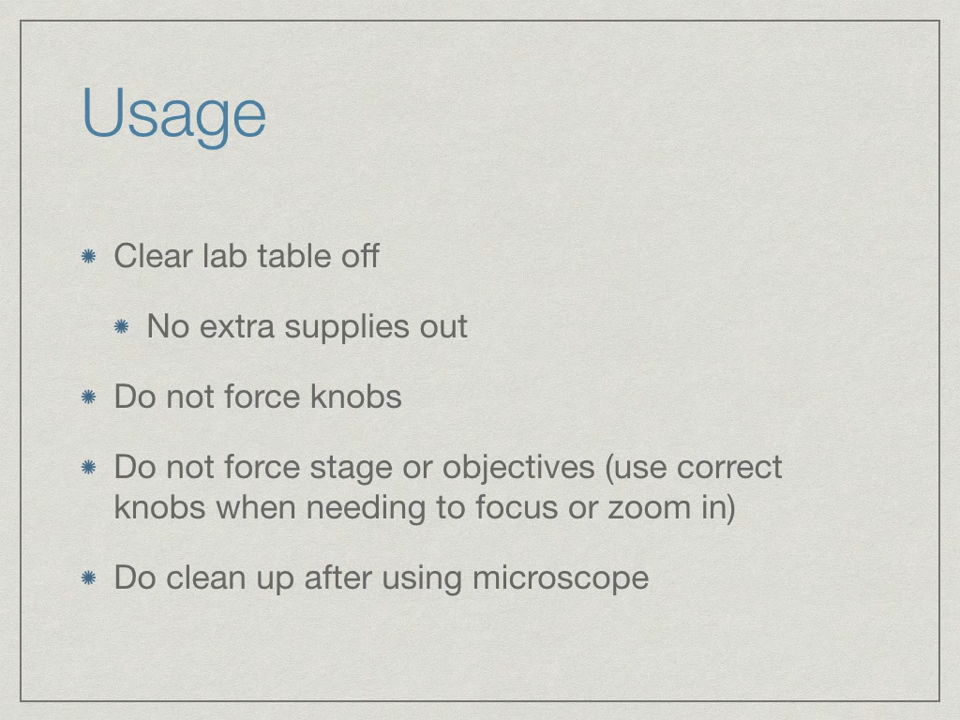 Usage
Clear lab table off
No extra supplies out
Do not force knobs
Do not force stage or objectives (use correct
knobs when needing to focus or zoom in)
Do clean up after using microscope